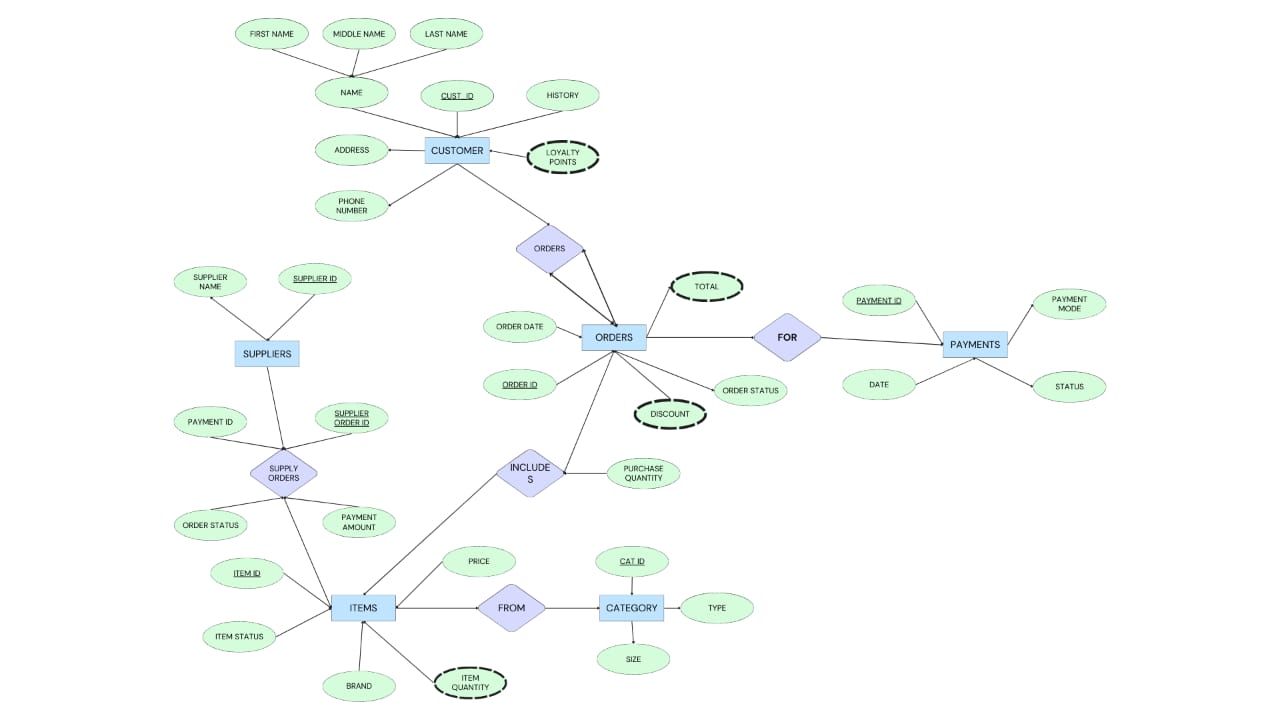 FIRST NAME
MIDDLE NAME
LAST NAME
NAME
CUST_ID
HISTORY
ADDRESS
CUSTOMER
LOYALTY
POINTS
PHONE
NUMBER
ORDERS
SUPPLIER
NAME
SUPPLIER ID
TOTAL
PAYMENT ID
PAYMENT
MODE
ORDER DATE
ORDERS
FOR
PAYMENTS
SUPPLIERS
ORDER ID
ORDER STATUS
DATE
STATUS
DISCOUNT
PAYMENT ID
SUPPLIER
ORDER ID
SUPPLY
ORDERS
INCLUDE
S
PURCHASE
QUANTITY
ORDER STATUS
PAYMENT
AMOUNT
ITEM ID
PRICE
CAT ID
ITEMS
FROM
CATEGORY
TYPE
ITEM STATUS
SIZE
BRAND
ITEM
QUANTITY